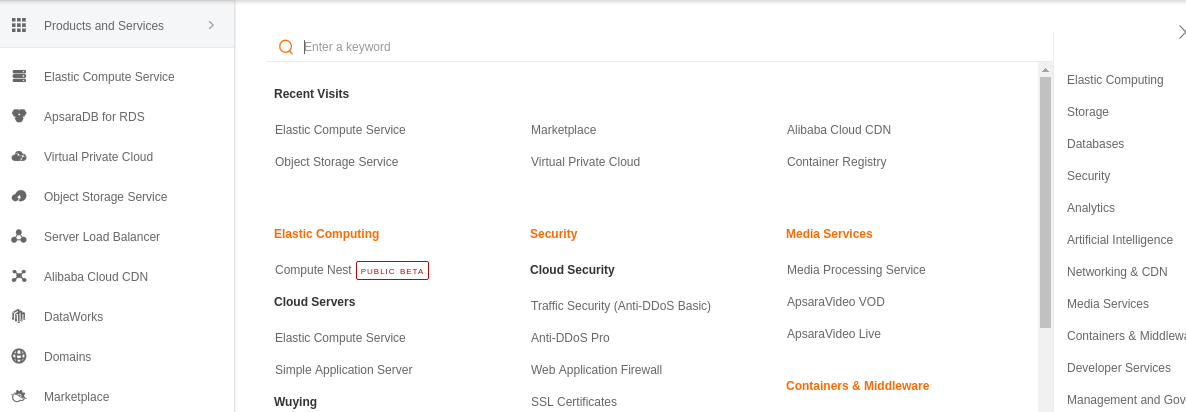 Products and Services
Elastic Compute Service
ApsaraDB for RDS
Virtual Private Cloud
Object Storage Service
Server Load Balancer
Alibaba Cloud CDN
DataWorks
Domains
Marketplace
Enter a keyword
Recent Visits
Elastic Compute Service
Marketplace
Alibaba Cloud CDN
Object Storage Service
Virtual Private Cloud
Container Registry
Elastic Computing
Compute Nest PUBLIC BETA
Cloud Servers
Elastic Compute Service
Simple Application Server
Wuying
Security
Cloud Security
Traffic Security (Anti-DDoS Basic)
Anti-DDoS Pro
Web Application Firewall
SSL Certificates
Media Services
Media Processing Service
ApsaraVideo VOD
ApsaraVideo Live
Containers & Middleware
Elastic Computing
Storage
Databases
Security
Analytics
Artificial Intelligence
Networking & CDN
Media Services
Containers & Middlewa
Developer Services
Management and Gov